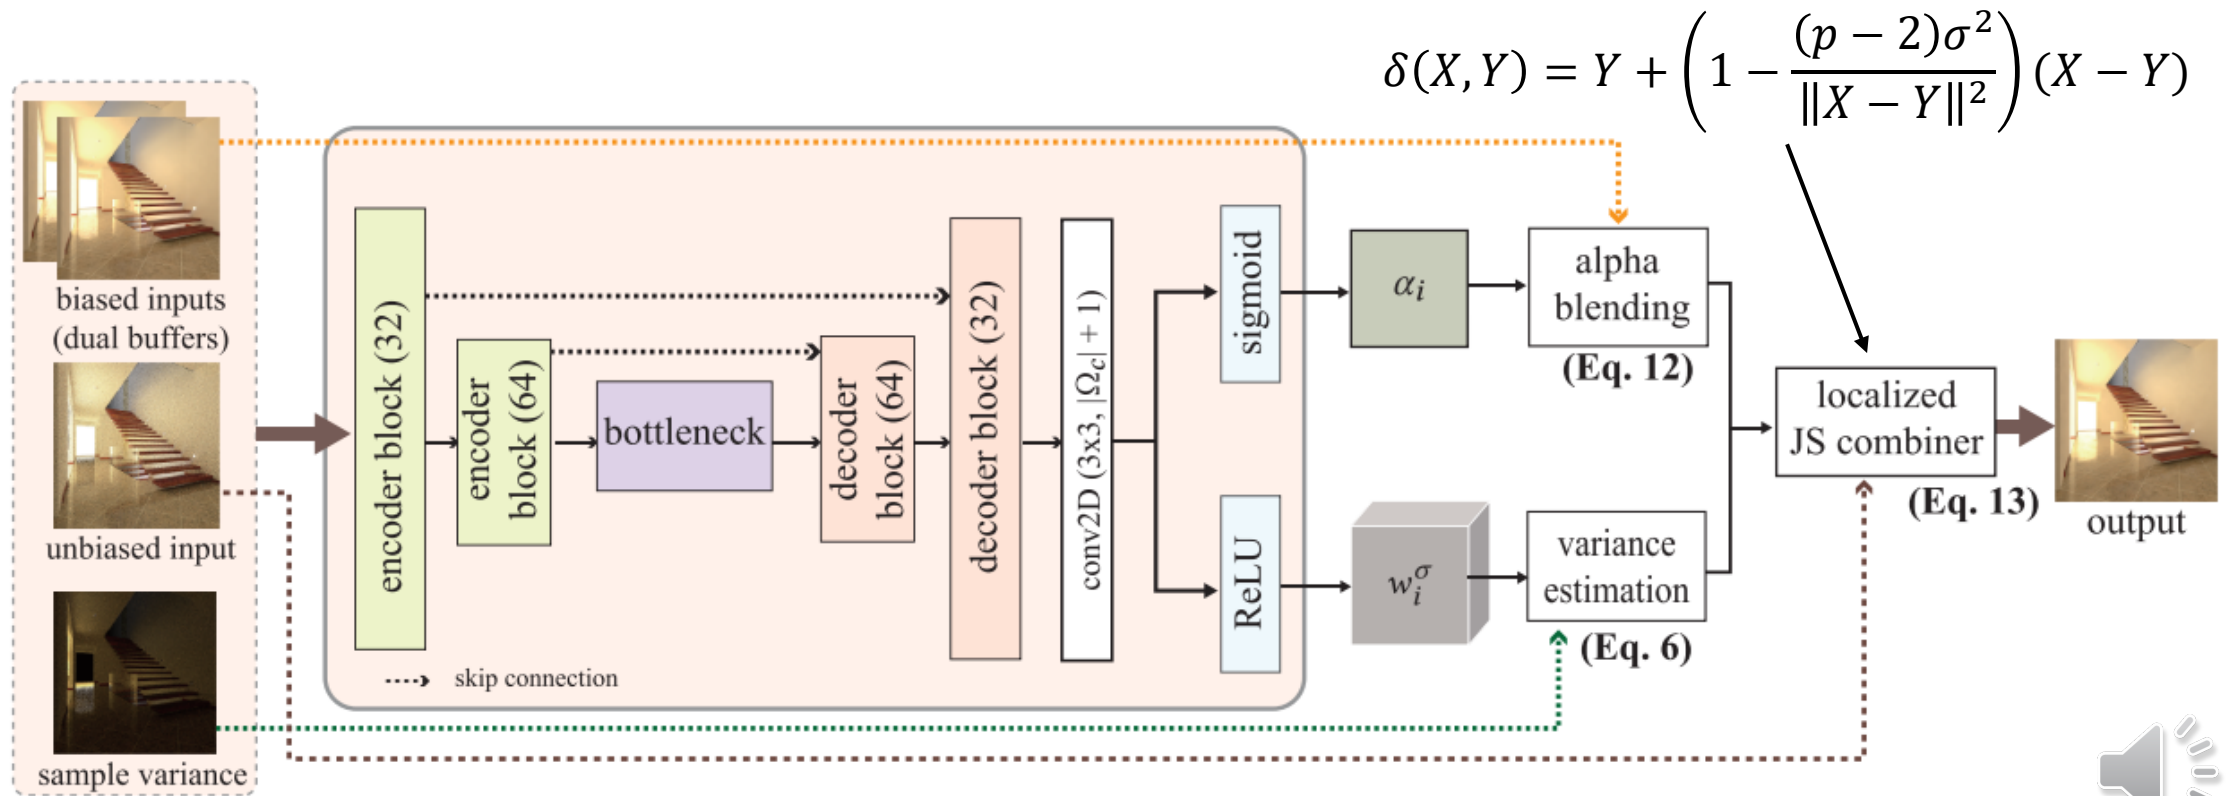 δ(X, Y) = Y + (1 − (p − 2)σ² / ‖X − Y‖²) (X − Y)
biased inputs
(dual buffers)
unbiased input
sample variance
encoder block (32)
encoder
block (64)
bottleneck
decoder
block (64)
decoder block (32)
conv2D (3x3, |Ω_c| + 1)
skip connection
sigmoid
ReLU
α_i
w_i^σ
alpha
blending
(Eq. 12)
variance
estimation
(Eq. 6)
localized
JS combiner
(Eq. 13)
output